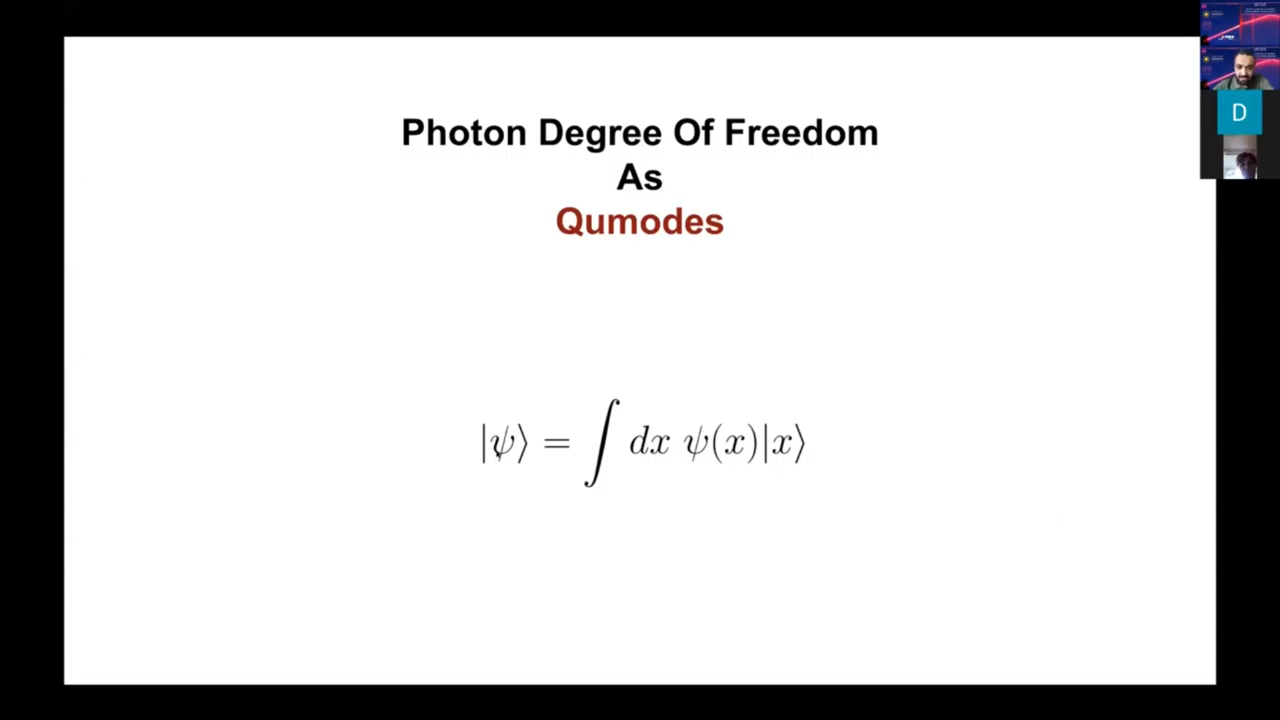 Photon Degree Of Freedom
As
Qumodes
|ψ⟩ = ∫ dx ψ(x)|x⟩
D